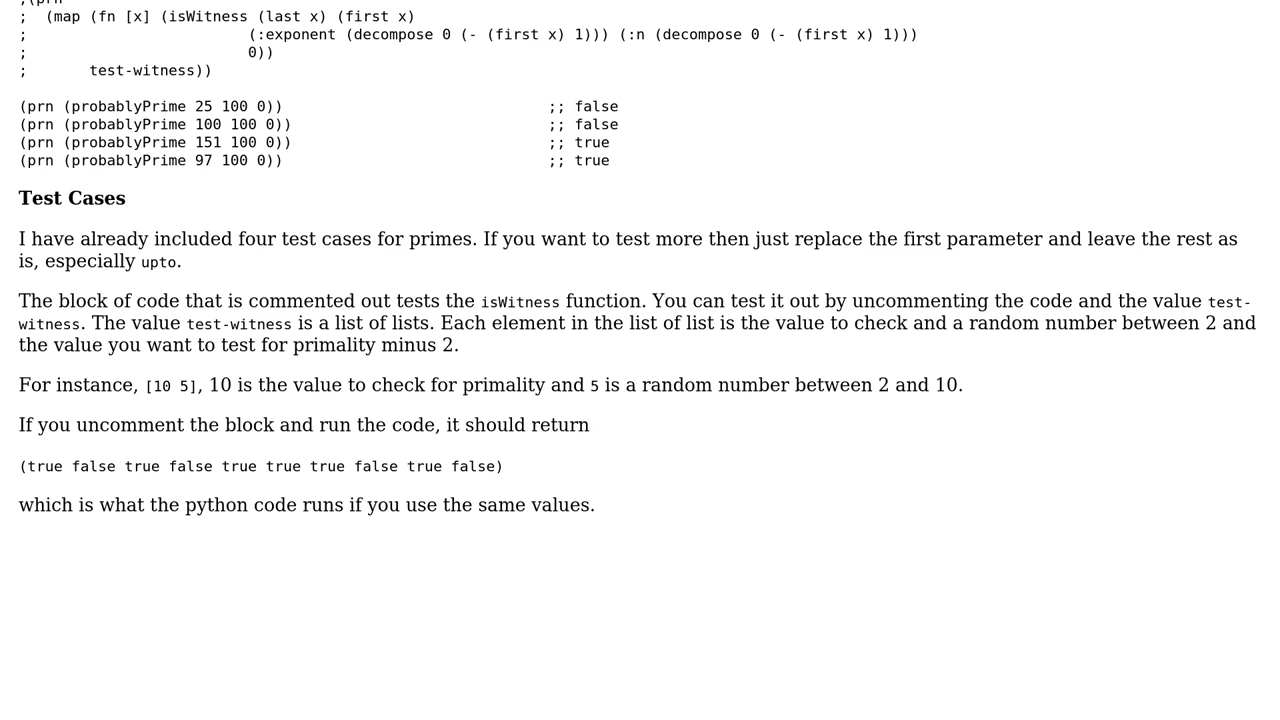 ;(prn
;  (map (fn [x] (isWitness (last x) (first x)
;                         (:exponent (decompose 0 (- (first x) 1))) (:n (decompose 0 (- (first x) 1)))
;                         0))
;       test-witness))
(prn (probablyPrime 25 100 0))                              ;; false
(prn (probablyPrime 100 100 0))                             ;; false
(prn (probablyPrime 151 100 0))                             ;; true
(prn (probablyPrime 97 100 0))                              ;; true
Test Cases
I have already included four test cases for primes. If you want to test more then just replace the first parameter and leave the rest as
is, especially upto.
The block of code that is commented out tests the isWitness function. You can test it out by uncommenting the code and the value test-
witness. The value test-witness is a list of lists. Each element in the list of list is the value to check and a random number between 2 and
the value you want to test for primality minus 2.
For instance, [10 5], 10 is the value to check for primality and 5 is a random number between 2 and 10.
If you uncomment the block and run the code, it should return
(true false true false true true true false true false)
which is what the python code runs if you use the same values.